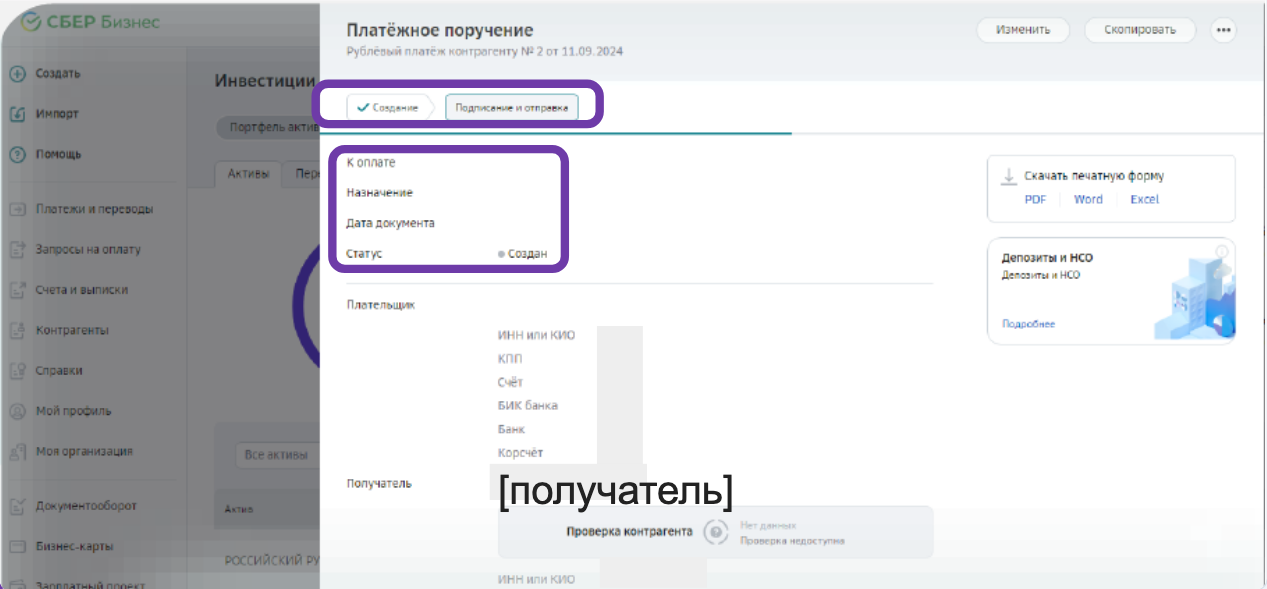 СБЕР Бизнес
Создать
Импорт
Помощь
Платежи и переводы
Запросы на оплату
Счета и выписки
Контрагенты
Справки
Мой профиль
Моя организация
Документооборот
Бизнес-карты
Зарплатный проект
Инвестиции
Портфель актив
Активы
Пер
Все активы
Актив
РОССИЙСКИЙ РУ
Платёжное поручение
Рублёвый платёж контрагенту № 2 от 11.09.2024
Изменить
Скопировать
Создание
Подписание и отправка
К оплате
Назначение
Дата документа
Статус
Создан
Плательщик
ИНН или КИО
КПП
Счёт
БИК банка
Банк
Корсчёт
Получатель
[получатель]
Проверка контрагента
Нет данных
Проверка недоступна
ИНН или КИО
Скачать печатную форму
PDF Word Excel
Депозиты и НСО
Депозиты и НСО
Подробнее